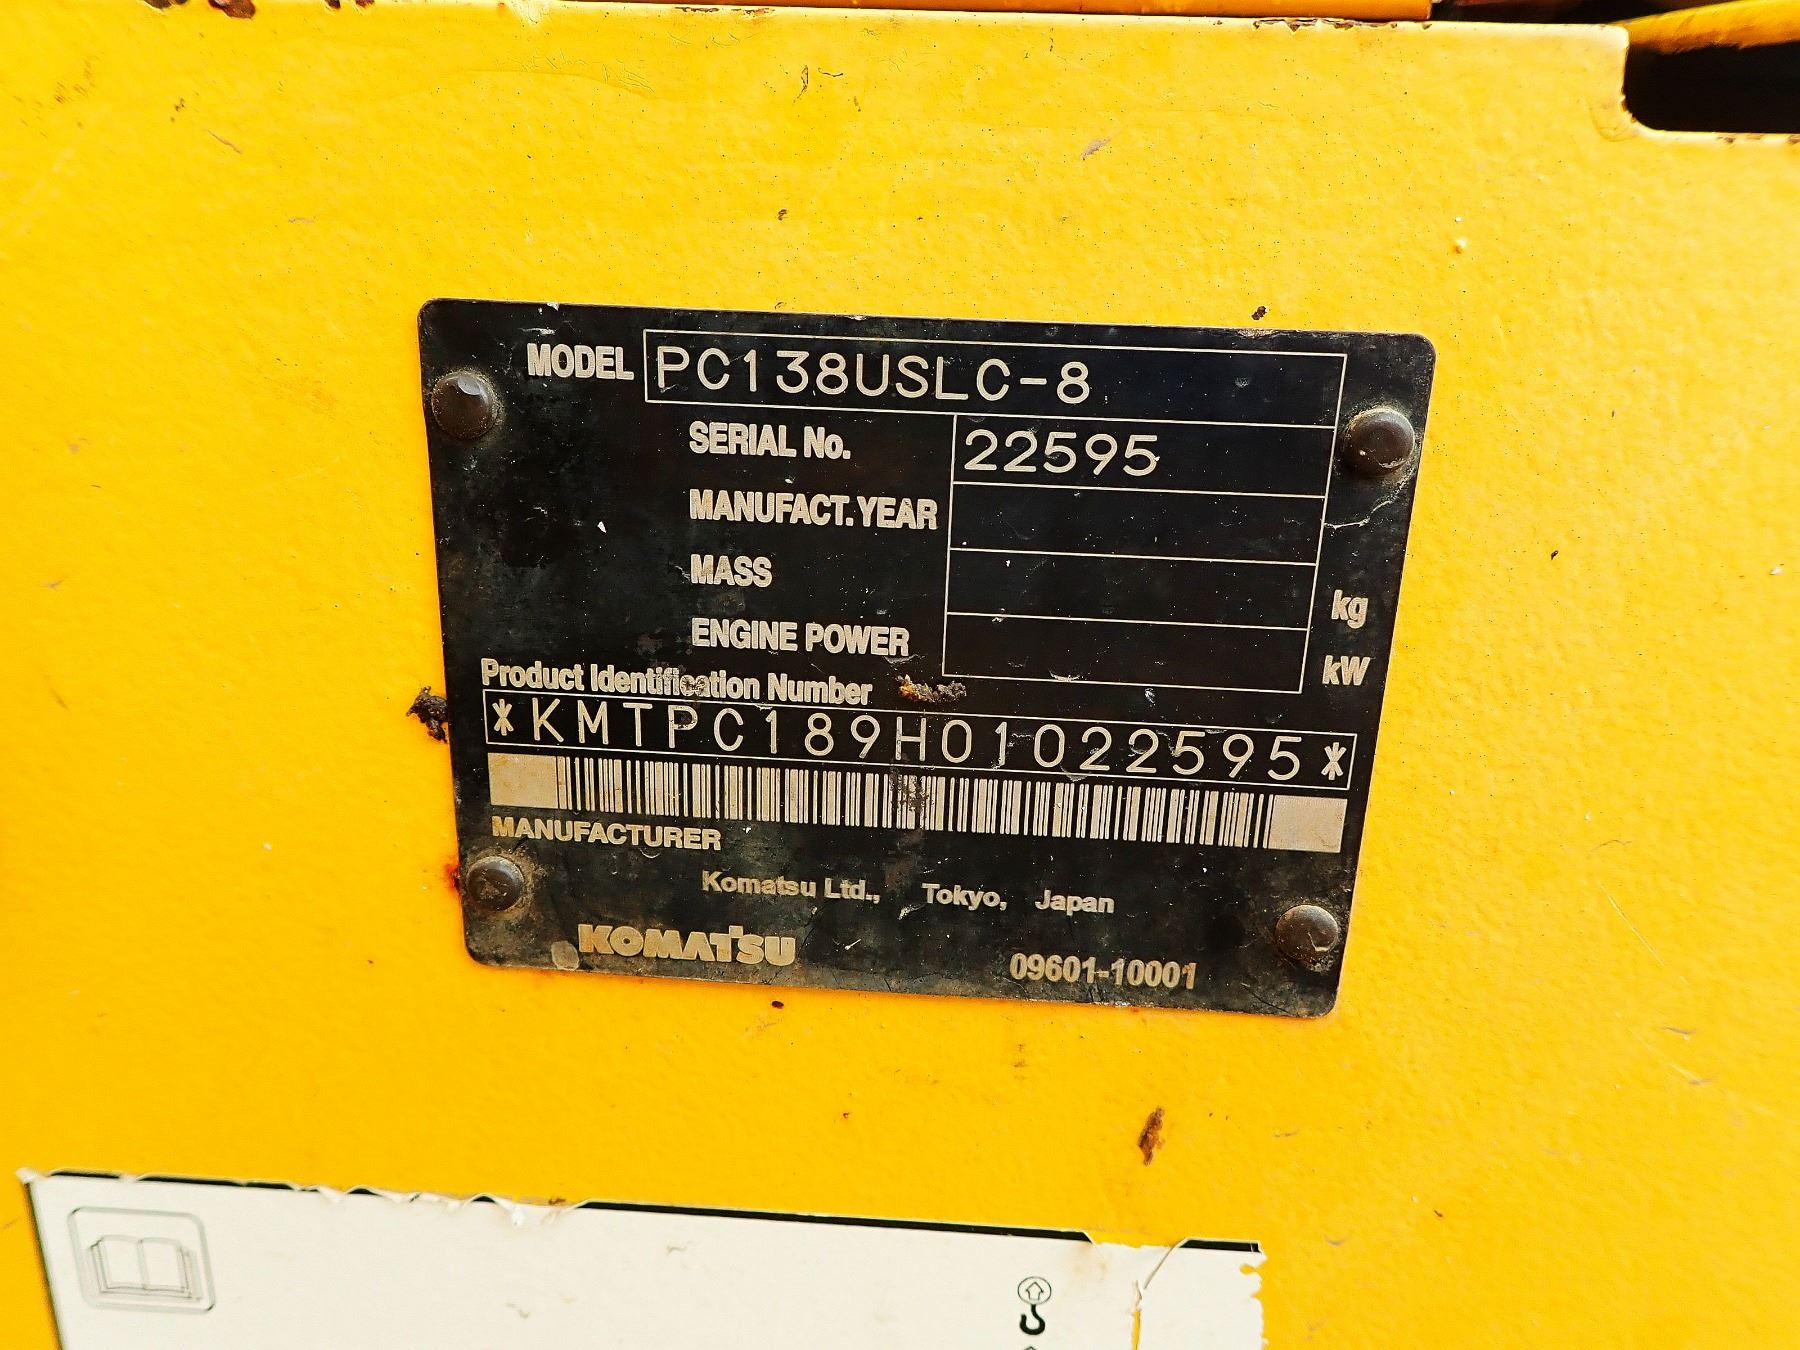 MODEL PC138USLC-8
SERIAL No. 22595
MANUFACT. YEAR
MASS kg
ENGINE POWER kW
Product Identification Number
*KMTPC189H01022595*
MANUFACTURER
Komatsu Ltd., Tokyo, Japan
KOMATSU 09601-10001